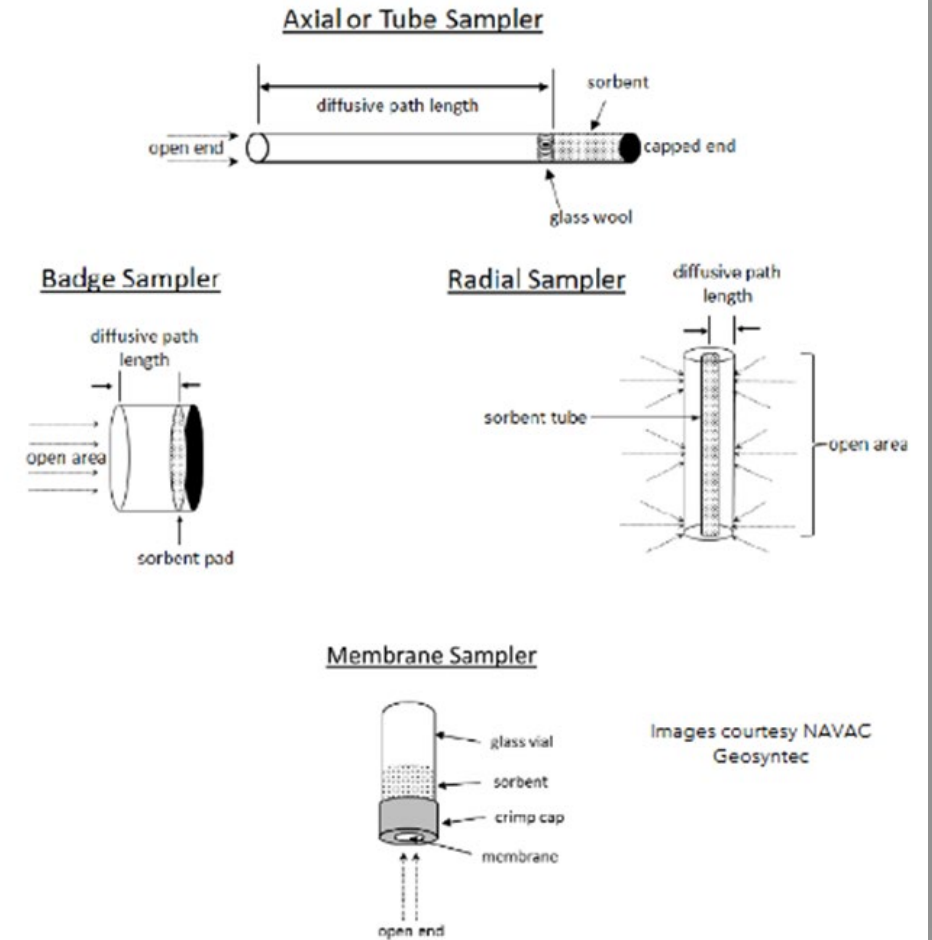 Axial or Tube Sampler
diffusive path length
sorbent
open end
capped end
glass wool
Badge Sampler
diffusive path
length
open area
sorbent pad
Radial Sampler
diffusive path
length
sorbent tube
open area
Membrane Sampler
glass vial
sorbent
crimp cap
membrane
open end
Images courtesy NAVAC
Geosyntec